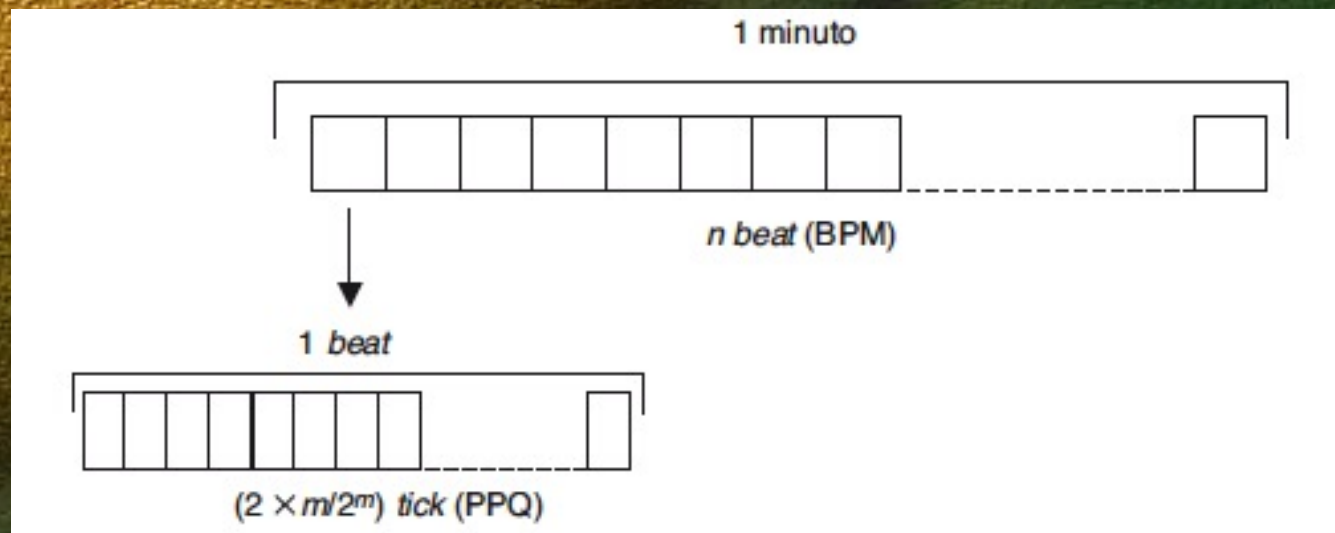 1 minuto
n beat (BPM)
1 beat
(2 × m/2ᵐ) tick (PPQ)